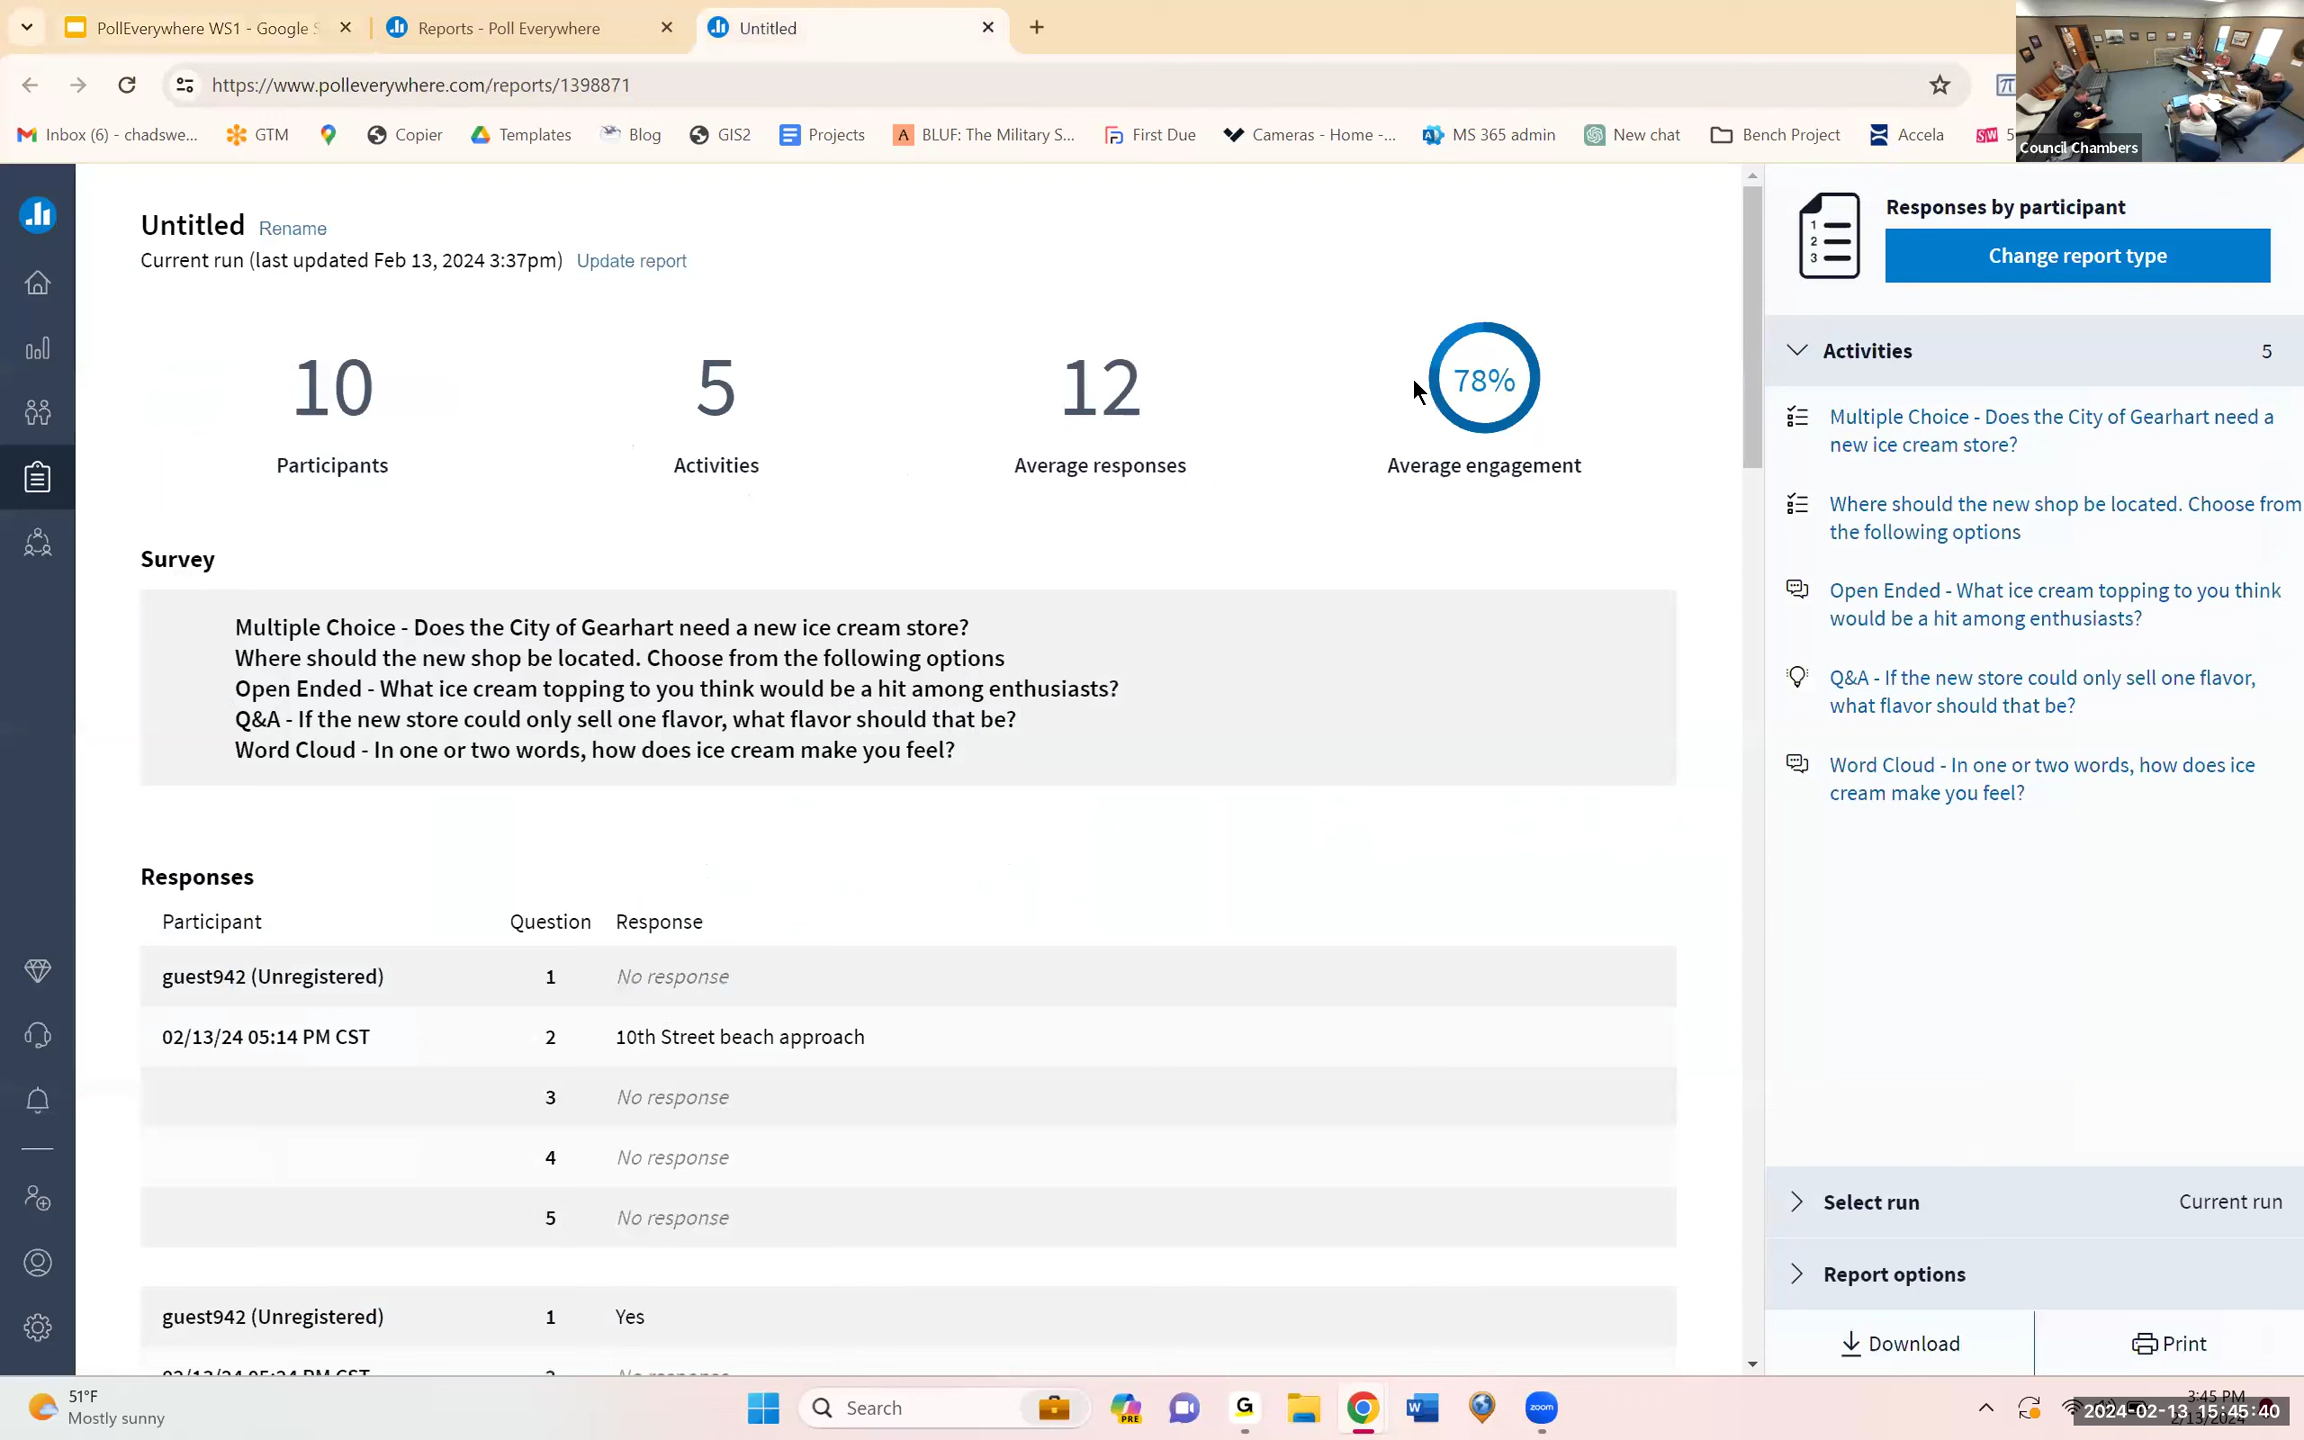 PollEverywhere WS1 - Google S
Reports - Poll Everywhere
Untitled
https://www.polleverywhere.com/reports/1398871
Inbox (6) - chadswe...
GTM
Copier
Templates
Blog
GIS2
Projects
BLUF: The Military S...
First Due
Cameras - Home -...
MS 365 admin
New chat
Bench Project
Accela
5
Council Chambers
Untitled Rename
Current run (last updated Feb 13, 2024 3:37pm) Update report
10
5
12
78%
Participants
Activities
Average responses
Average engagement
Survey
Multiple Choice - Does the City of Gearhart need a new ice cream store?
Where should the new shop be located. Choose from the following options
Open Ended - What ice cream topping to you think would be a hit among enthusiasts?
Q&A - If the new store could only sell one flavor, what flavor should that be?
Word Cloud - In one or two words, how does ice cream make you feel?
Responses
Participant Question Response
guest942 (Unregistered) 1 No response
02/13/24 05:14 PM CST 2 10th Street beach approach
3 No response
4 No response
5 No response
guest942 (Unregistered) 1 Yes
1
2
3
Responses by participant
Change report type
Activities 5
Multiple Choice - Does the City of Gearhart need a
new ice cream store?
Where should the new shop be located. Choose from
the following options
Open Ended - What ice cream topping to you think
would be a hit among enthusiasts?
Q&A - If the new store could only sell one flavor,
what flavor should that be?
Word Cloud - In one or two words, how does ice
cream make you feel?
Select run Current run
Report options
Download
Print
51°F
Mostly sunny
Search
PRE
G
W
zoom
3:45 PM
2024-02-13 15:45:40